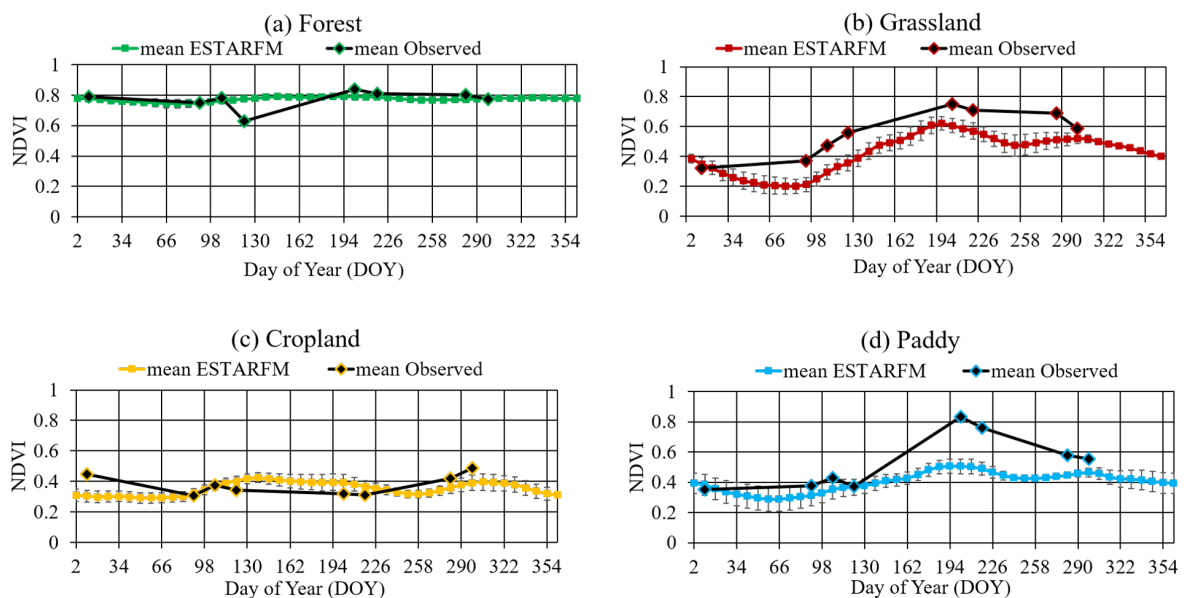 (a) Forest
mean ESTARFM mean Observed
1
0.8
0.6
0.4
0.2
0
NDVI
2 34 66 98 130 162 194 226 258 290 322 354
Day of Year (DOY)
(b) Grassland
mean ESTARFM mean Observed
1
0.8
0.6
0.4
0.2
0
NDVI
2 34 66 98 130 162 194 226 258 290 322 354
Day of Year (DOY)
(c) Cropland
mean ESTARFM mean Observed
1
0.8
0.6
0.4
0.2
0
NDVI
2 34 66 98 130 162 194 226 258 290 322 354
Day of Year (DOY)
(d) Paddy
mean ESTARFM mean Observed
1
0.8
0.6
0.4
0.2
0
NDVI
2 34 66 98 130 162 194 226 258 290 322 354
Day of Year (DOY)